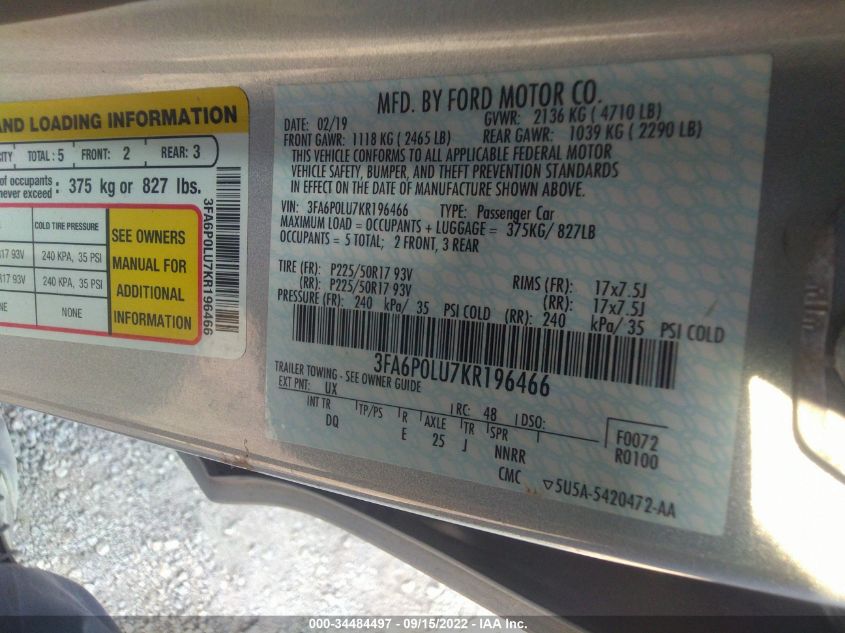 AND LOADING INFORMATION
CITY TOTAL : 5 FRONT: 2 REAR: 3
of occupants
never exceed : 375 kg or 827 lbs.
COLD TIRE PRESSURE
R17 93V 240 KPA, 35 PSI
R17 93V 240 KPA, 35 PSI
NE NONE
SEE OWNERS
MANUAL FOR
ADDITIONAL
INFORMATION
3FA6P0LU7KR196466
MFD. BY FORD MOTOR CO.
DATE: 02/19 GVWR: 2136 KG ( 4710 LB)
FRONT GAWR: 1118 KG ( 2465 LB) REAR GAWR: 1039 KG ( 2290 LB)
THIS VEHICLE CONFORMS TO ALL APPLICABLE FEDERAL MOTOR
VEHICLE SAFETY, BUMPER, AND THEFT PREVENTION STANDARDS
IN EFFECT ON THE DATE OF MANUFACTURE SHOWN ABOVE.
VIN: 3FA6P0LU7KR196466 TYPE: Passenger Car
MAXIMUM LOAD = OCCUPANTS + LUGGAGE = 375KG/ 827LB
OCCUPANTS = 5 TOTAL; 2 FRONT, 3 REAR
TIRE (FR): P225/50R17 93V RIMS (FR): 17x7.5J
(RR): P225/50R17 93V (RR): 17x7.5J
PRESSURE (FR): 240 kPa/ 35 PSI COLD (RR): 240 kPa/ 35 PSI COLD
3FA6P0LU7KR196466
TRAILER TOWING - SEE OWNER GUIDE
EXT PNT: UX RC: 48 DSO:
INT TR TP/PS R AXLE TR SPR
DQ E 25 J NNRR
CMC
F0072
R0100
▽5U5A-5420472-AA
000-34484497 - 09/15/2022 - IAA Inc.